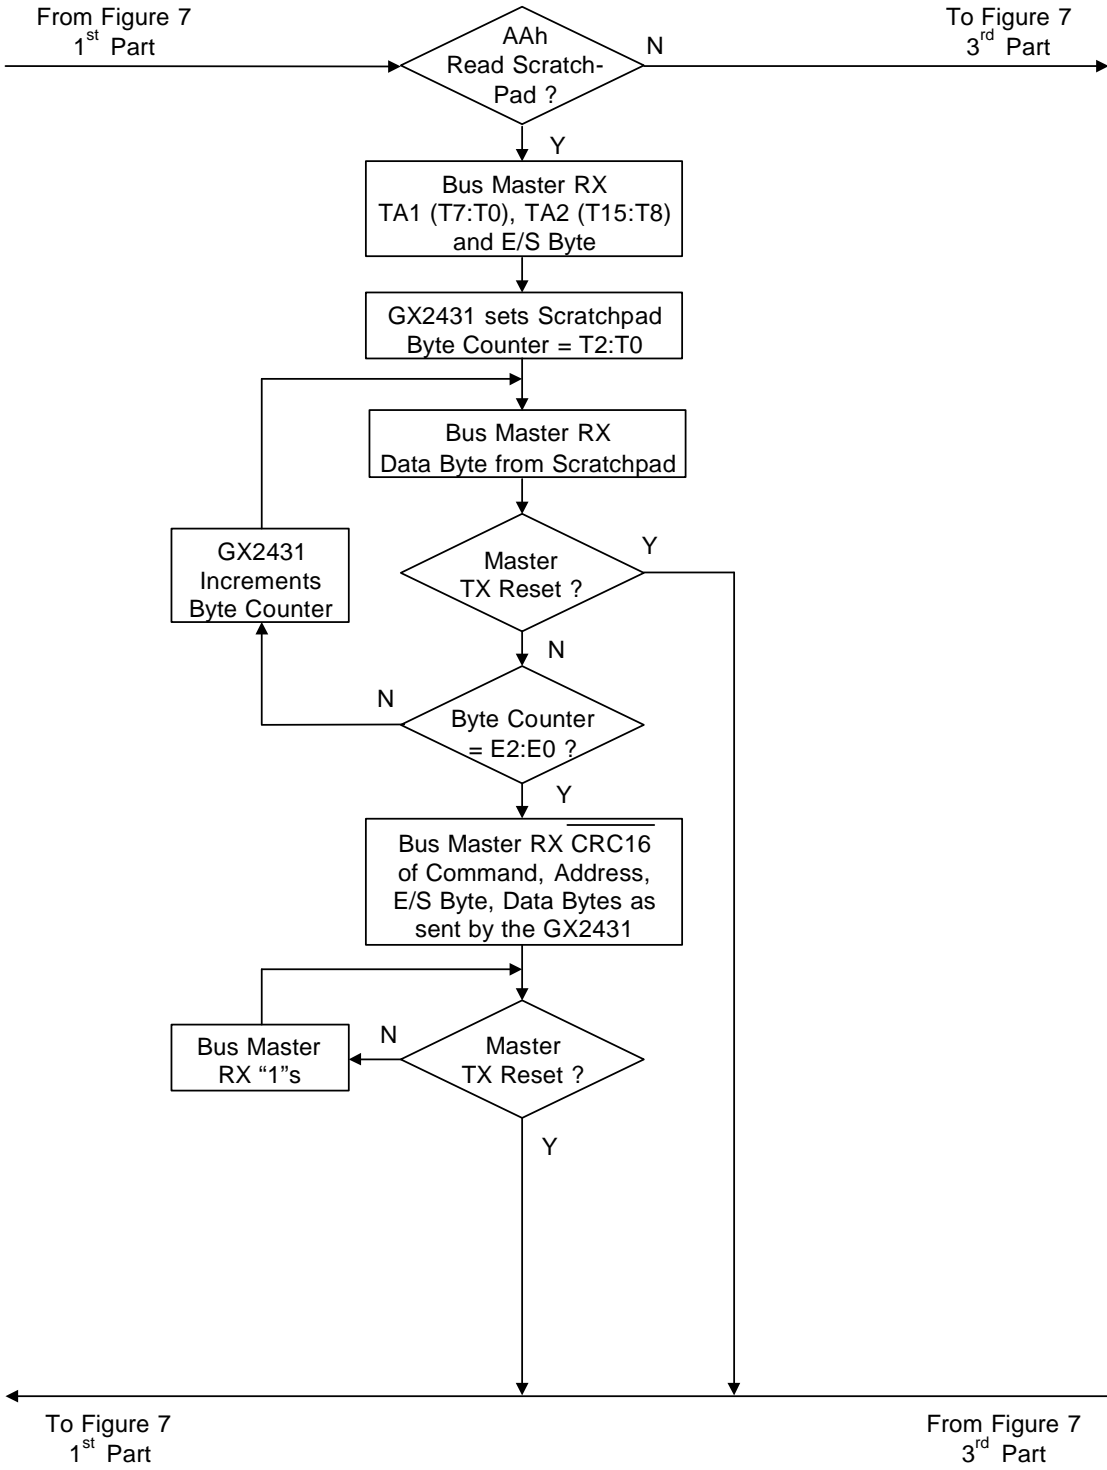 From Figure 7
1st Part
To Figure 7
3rd Part
AAh
Read Scratch-
Pad ?
N
Y
Bus Master RX
TA1 (T7:T0), TA2 (T15:T8)
and E/S Byte
GX2431 sets Scratchpad
Byte Counter = T2:T0
Bus Master RX
Data Byte from Scratchpad
GX2431
Increments
Byte Counter
Master
TX Reset ?
Y
N
N
Byte Counter
= E2:E0 ?
Y
Bus Master RX CRC16
of Command, Address,
E/S Byte, Data Bytes as
sent by the GX2431
Bus Master
RX “1”s
N
Master
TX Reset ?
Y
To Figure 7
1st Part
From Figure 7
3rd Part